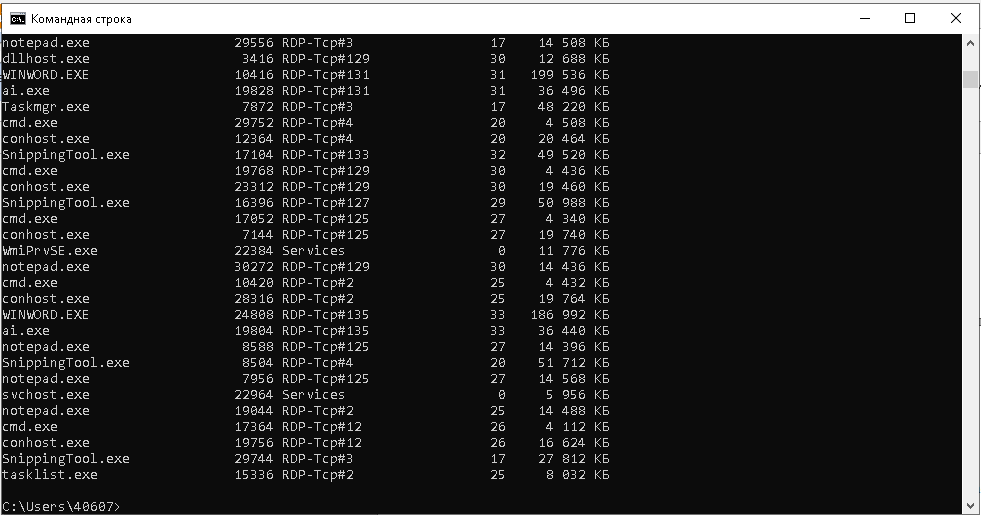 Командная строка
notepad.exe 29556 RDP-Tcp#3 17 14 508 КБ
dllhost.exe 3416 RDP-Tcp#129 30 12 688 КБ
WINWORD.EXE 10416 RDP-Tcp#131 31 199 536 КБ
ai.exe 19828 RDP-Tcp#131 31 36 496 КБ
Taskmgr.exe 7872 RDP-Tcp#3 17 48 220 КБ
cmd.exe 29752 RDP-Tcp#4 20 4 508 КБ
conhost.exe 12364 RDP-Tcp#4 20 20 464 КБ
SnippingTool.exe 17104 RDP-Tcp#133 32 49 520 КБ
cmd.exe 19768 RDP-Tcp#129 30 4 436 КБ
conhost.exe 23312 RDP-Tcp#129 30 19 460 КБ
SnippingTool.exe 16396 RDP-Tcp#127 29 50 988 КБ
cmd.exe 17052 RDP-Tcp#125 27 4 340 КБ
conhost.exe 7144 RDP-Tcp#125 27 19 740 КБ
WmiPrvSE.exe 22384 Services 0 11 776 КБ
notepad.exe 30272 RDP-Tcp#129 30 14 436 КБ
cmd.exe 10420 RDP-Tcp#2 25 4 432 КБ
conhost.exe 28316 RDP-Tcp#2 25 19 764 КБ
WINWORD.EXE 24808 RDP-Tcp#135 33 186 992 КБ
ai.exe 19804 RDP-Tcp#135 33 36 440 КБ
notepad.exe 8588 RDP-Tcp#125 27 14 396 КБ
SnippingTool.exe 8504 RDP-Tcp#4 20 51 712 КБ
notepad.exe 7956 RDP-Tcp#125 27 14 568 КБ
svchost.exe 22964 Services 0 5 956 КБ
notepad.exe 19044 RDP-Tcp#2 25 14 488 КБ
cmd.exe 17364 RDP-Tcp#12 26 4 112 КБ
conhost.exe 19756 RDP-Tcp#12 26 16 624 КБ
SnippingTool.exe 29744 RDP-Tcp#3 17 27 812 КБ
tasklist.exe 15336 RDP-Tcp#2 25 8 032 КБ
C:\Users\40607>